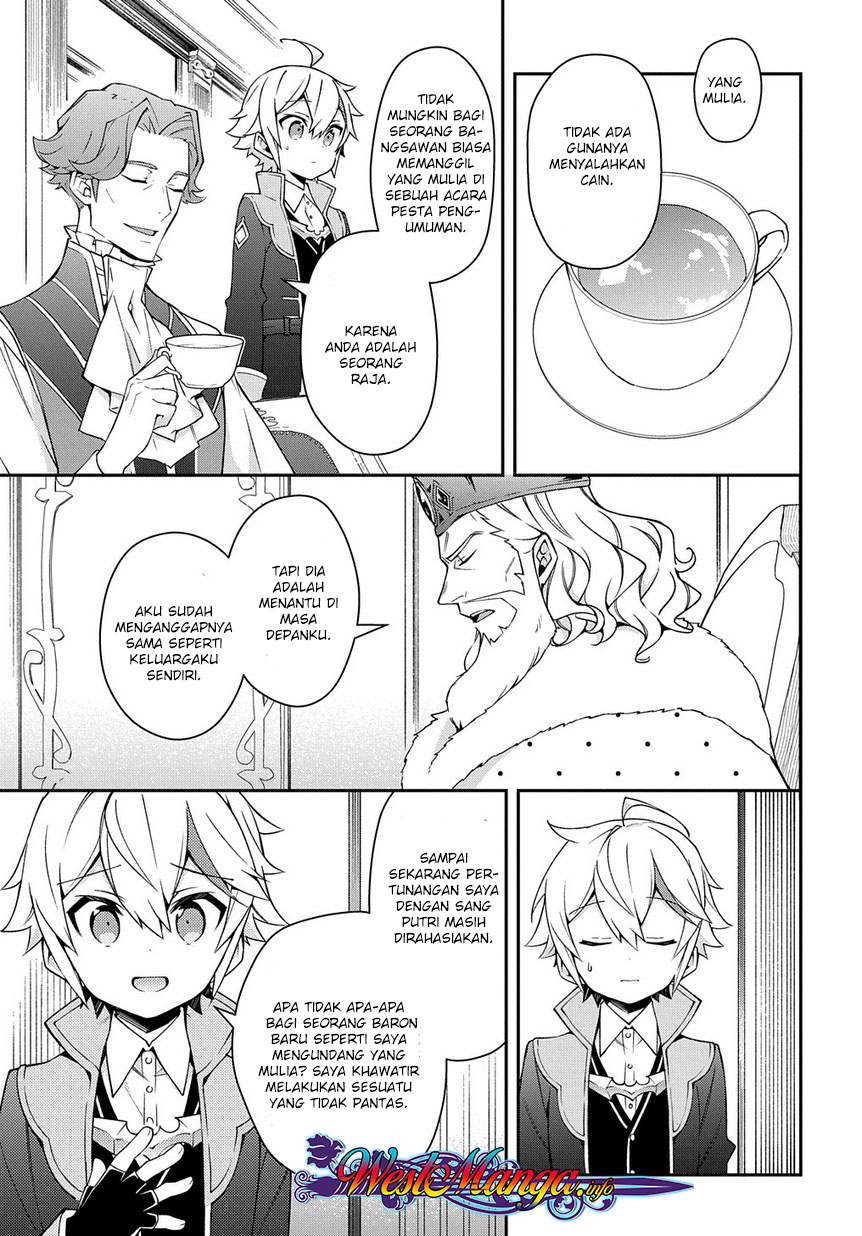 YANG
MULIA.
TIDAK ADA
GUNANYA
MENYALAHKAN
CAIN.
TIDAK
MUNGKIN BAGI
SEORANG BA-
NGSAWAN BIASA
MEMANGGIL
YANG MULIA DI
SEBUAH ACARA
PESTA PENG-
UMUMAN.
KARENA
ANDA ADALAH
SEORANG
RAJA.
TAPI DIA
ADALAH
MENANTU DI
MASA
DEPANKU.
AKU SUDAH
MENGANGGAPNYA
SAMA SEPERTI
KELUARGAKU
SENDIRI.
SAMPAI
SEKARANG PER-
TUNANGAN SAYA
DENGAN SANG
PUTRI MASIH
DIRAHASIAKAN.
APA TIDAK APA-APA
BAGI SEORANG BARON
BARU SEPERTI SAYA
MENGUNDANG YANG
MULIA? SAYA KHAWATIR
MELAKUKAN SESUATU
YANG TIDAK PANTAS.
WestManga.info